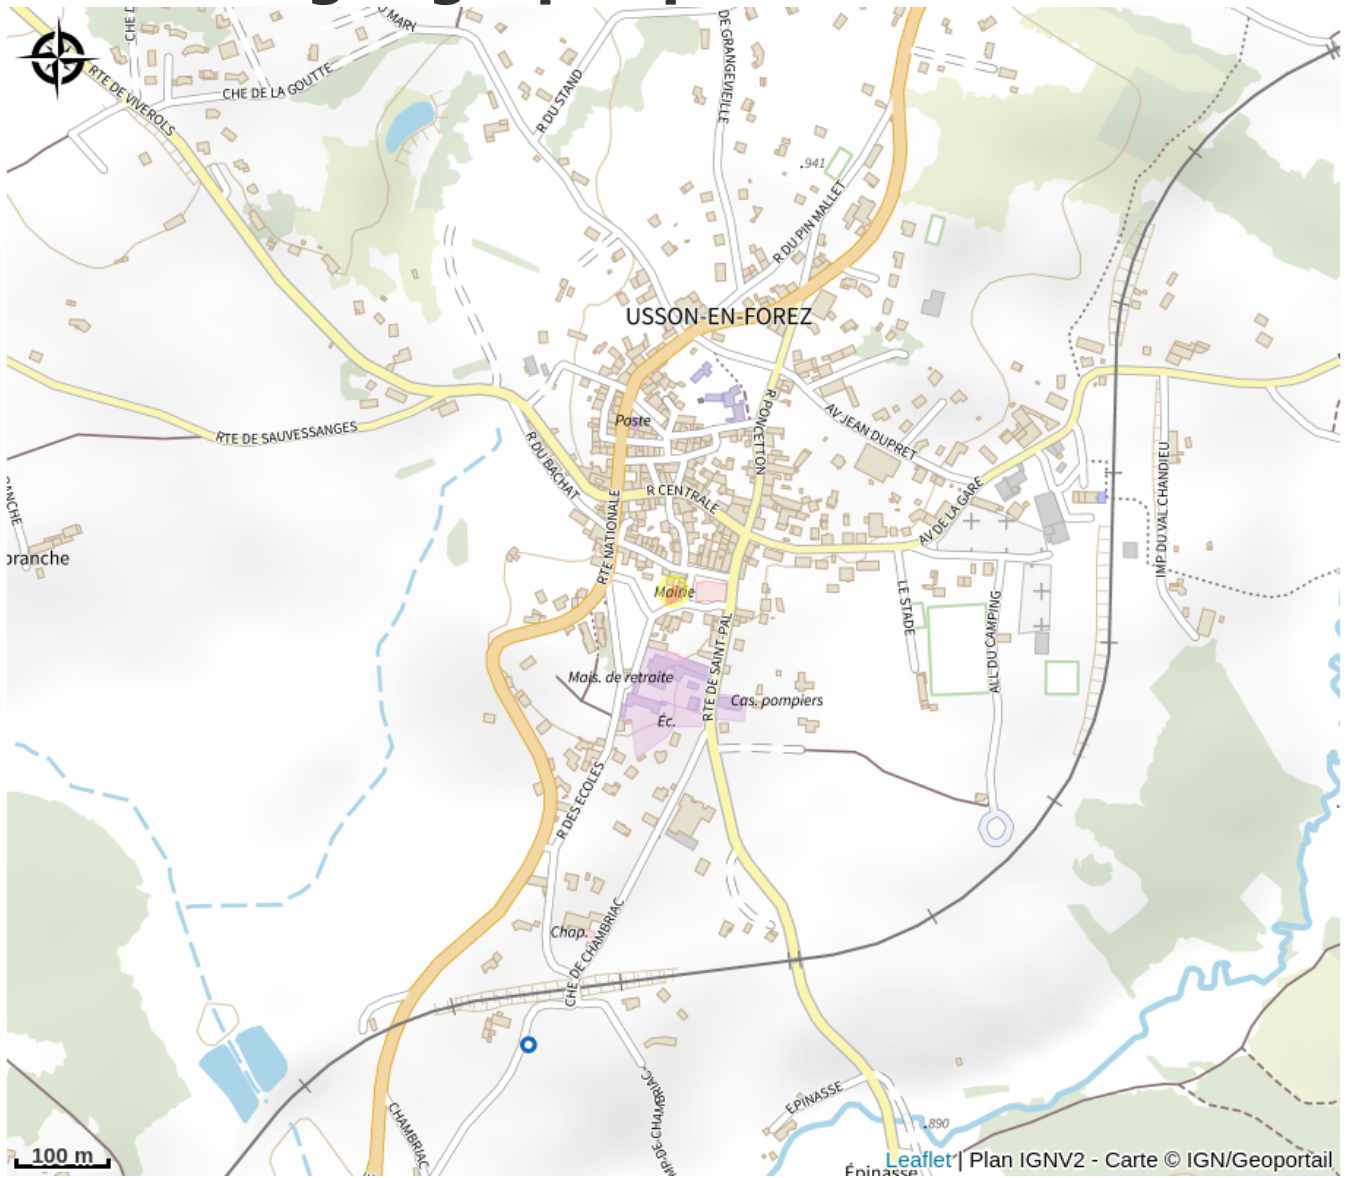 RTE DE VIVEROLS
CHE DE LA GOUTTE
R DU STAND
DE GRANGEVIEILLE
.941
R DU PIN MALLET
USSON-EN-FOREZ
Poste
R PONCETTON
AV JEAN DUPRET
RTE DE SAUVESSANGES
R DU BACHAT
R CENTRALE
AV DE LA GARE
IMP DU VAL CHANDIEU
RTE NATIONALE
Mairie
LE STADE
ALL DU CAMPING
RTE DE SAINT-PAL
Mais. de retraite
Cas. pompiers
Éc.
R DES ECOLES
Chap.
CHE DE CHAMBRIAC
EPINASSE
CHAMBRIAC
.890
100 m
Épinasse
Leaflet | Plan IGNV2 - Carte © IGN/Geoportail